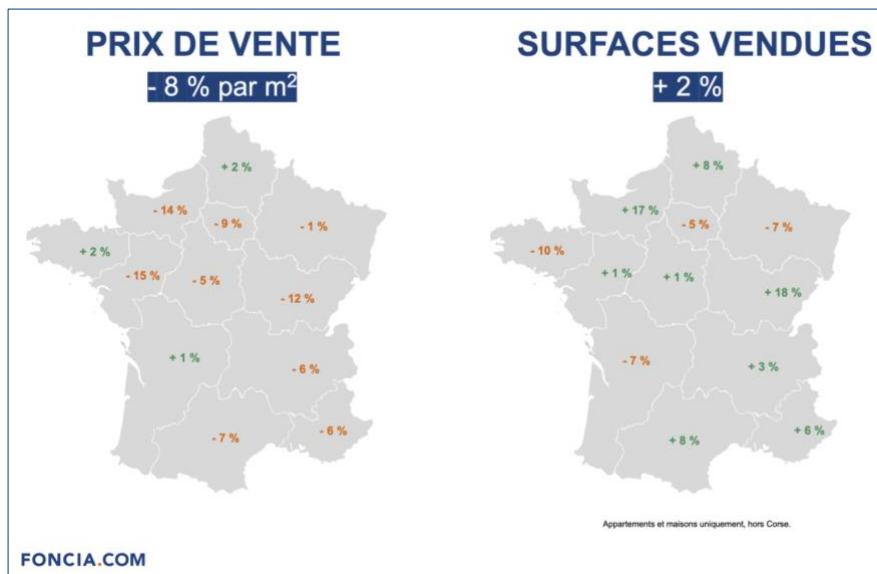 PRIX DE VENTE
- 8 % par m²
+ 2 %
- 14 %
- 9 %
- 1 %
+ 2 %
- 15 %
- 5 %
- 12 %
+ 1 %
- 6 %
- 7 %
- 6 %
SURFACES VENDUES
+ 2 %
+ 8 %
+ 17 %
- 5 %
- 7 %
- 10 %
+ 1 %
+ 1 %
+ 18 %
- 7 %
+ 3 %
+ 8 %
+ 6 %
Appartements et maisons uniquement, hors Corse.
FONCIA.COM